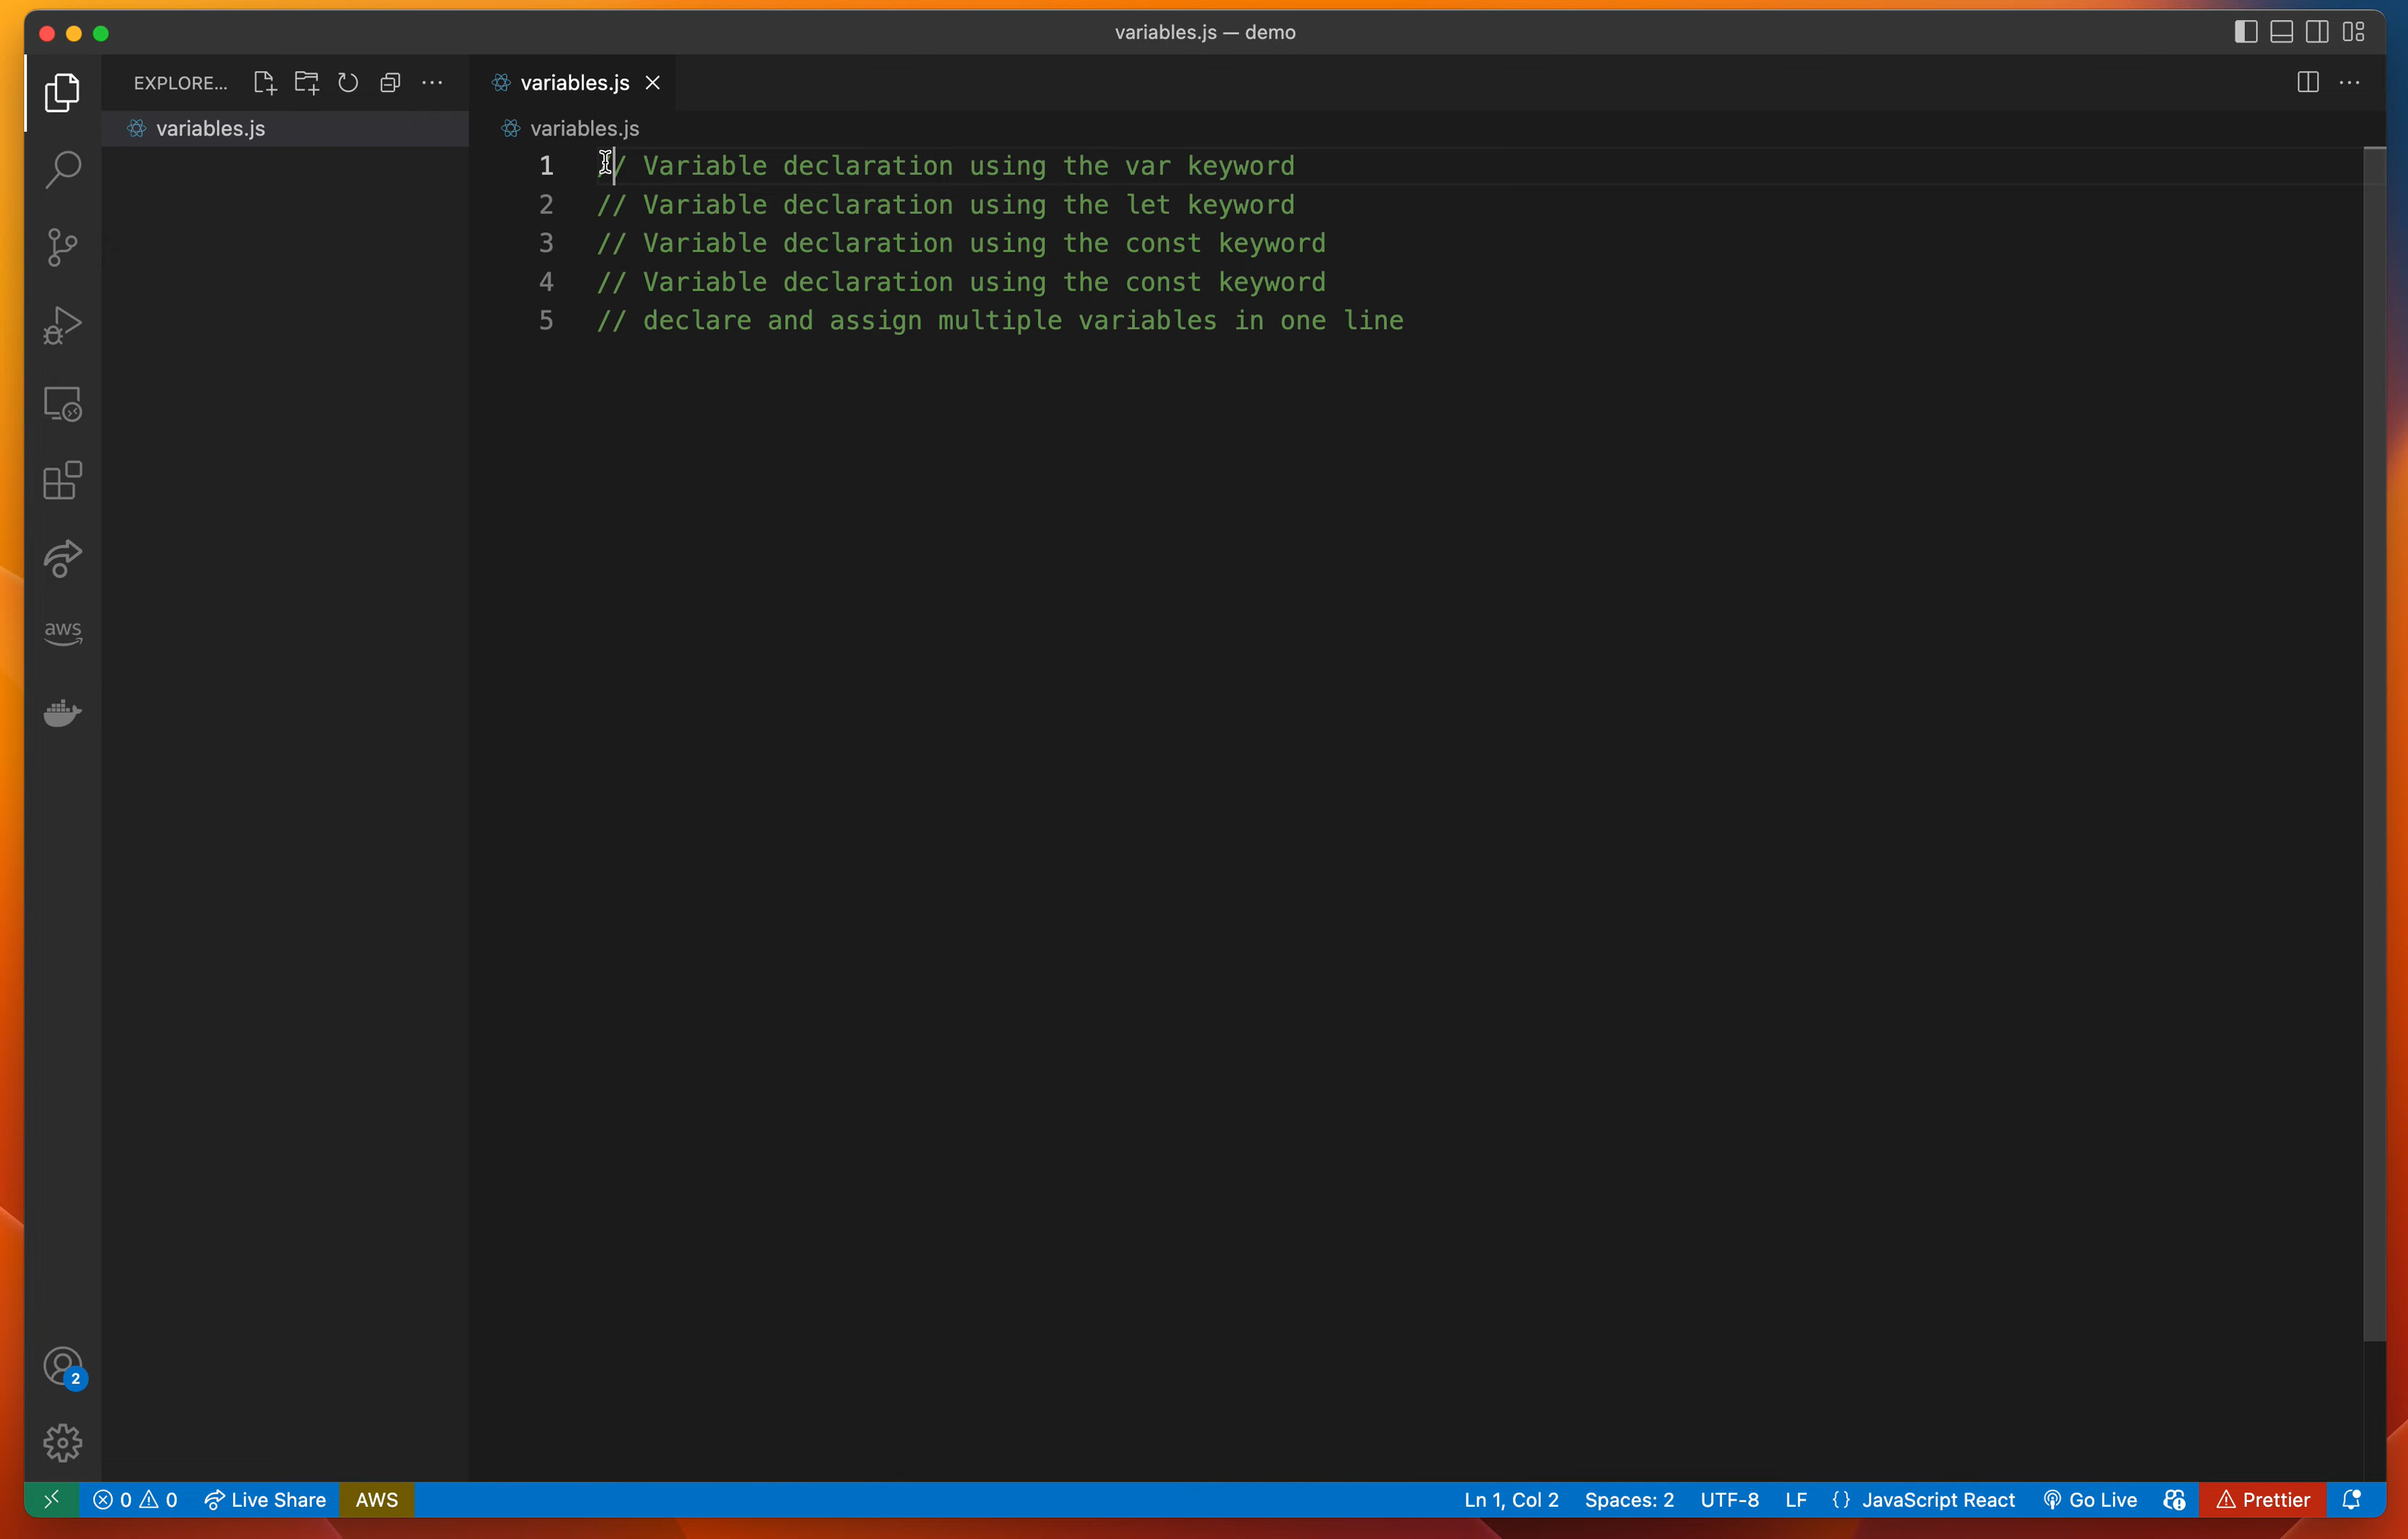 variables.js — demo
EXPLORE...
variables.js
variables.js
variables.js
1 // Variable declaration using the var keyword
2 // Variable declaration using the let keyword
3 // Variable declaration using the const keyword
4 // Variable declaration using the const keyword
5 // declare and assign multiple variables in one line
aws
2
0 0 Live Share AWS Ln 1, Col 2 Spaces: 2 UTF-8 LF {} JavaScript React Go Live Prettier